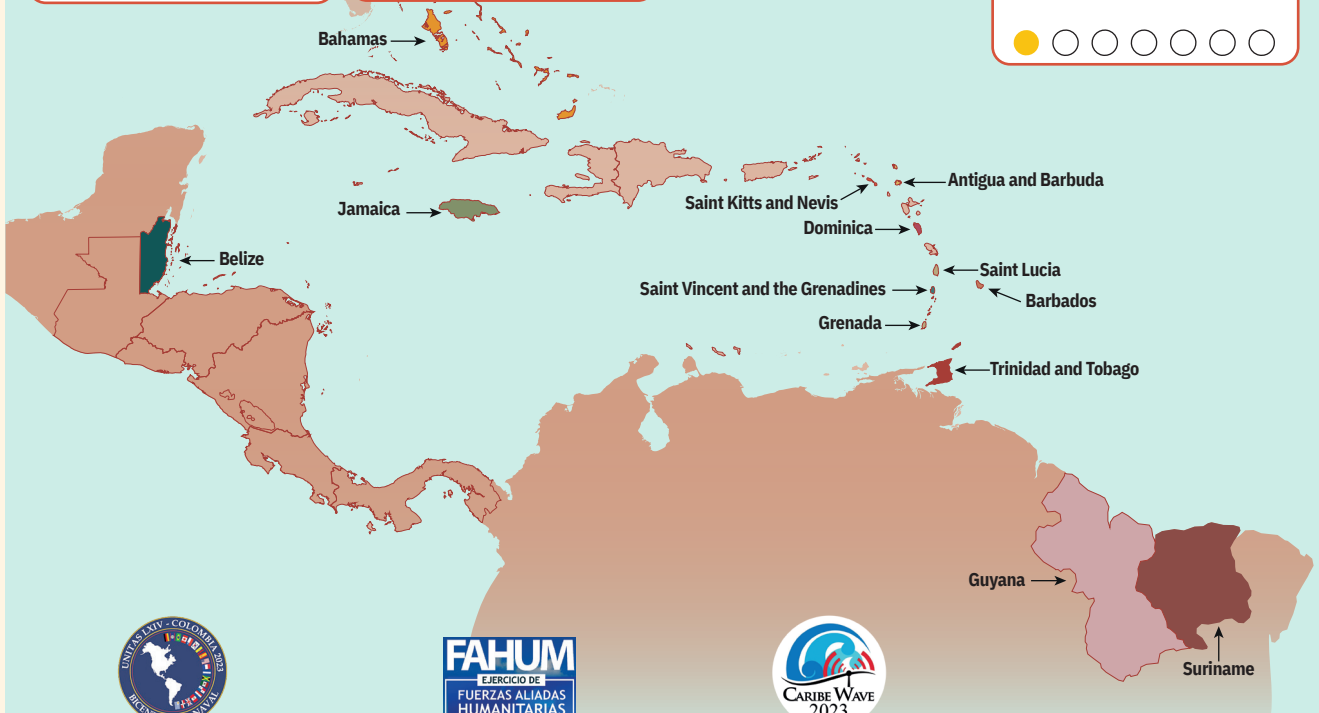 Bahamas
Antigua and Barbuda
Saint Kitts and Nevis
Jamaica
Dominica
Belize
Saint Lucia
Saint Vincent and the Grenadines
Barbados
Grenada
Trinidad and Tobago
Guyana
Suriname
UNITAS LXIV - COLOMBIA 2023
FAHUM
EJERCICIO DE
FUERZAS ALIADAS
HUMANITARIAS
CARIBE WAVE
2023